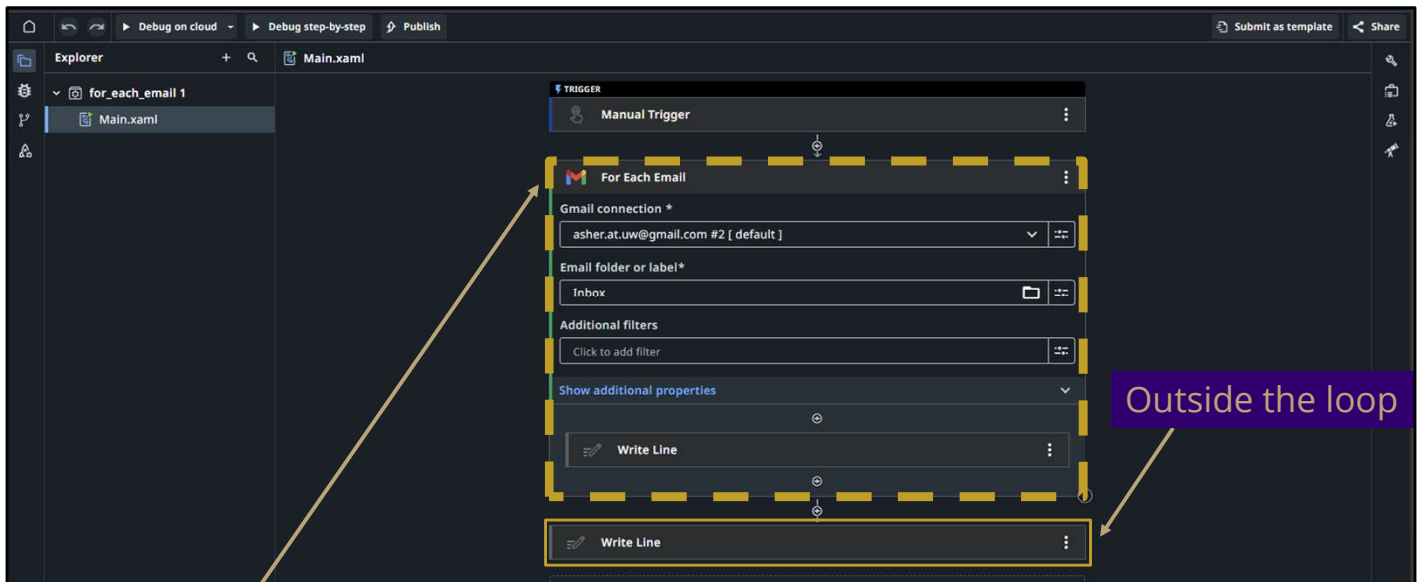 Debug on cloud
Debug step-by-step
Publish
Submit as template
Share
Explorer
Main.xaml
for_each_email 1
Main.xaml
TRIGGER
Manual Trigger
For Each Email
Gmail connection *
asher.at.uw@gmail.com #2 [ default ]
Email folder or label*
Inbox
Additional filters
Click to add filter
Show additional properties
Outside the loop
Write Line
Write Line